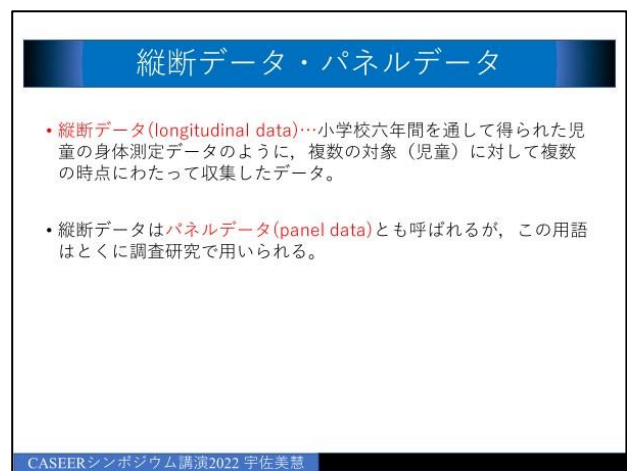 縦断データ・パネルデータ
• 縦断データ(longitudinal data)…小学校六年間を通して得られた児
童の身体測定データのように，複数の対象（児童）に対して複数
の時点にわたって収集したデータ。
• 縦断データはパネルデータ(panel data)とも呼ばれるが，この用語
はとくに調査研究で用いられる。
CASEERシンポジウム講演2022 宇佐美慧